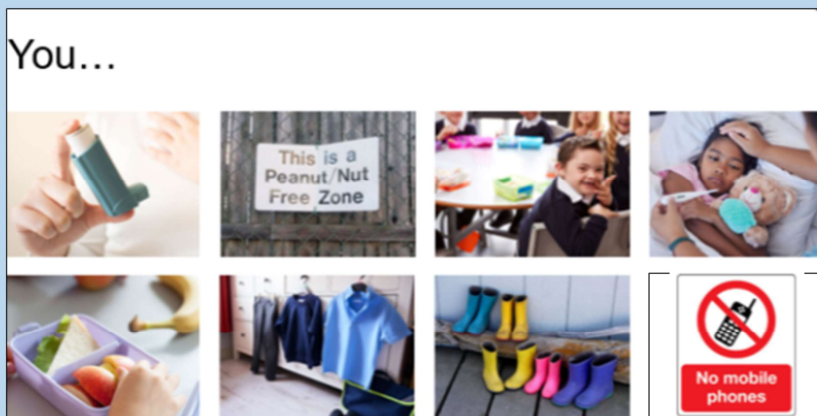 You...
This is a
Peanut/Nut
Free Zone
No mobile
phones